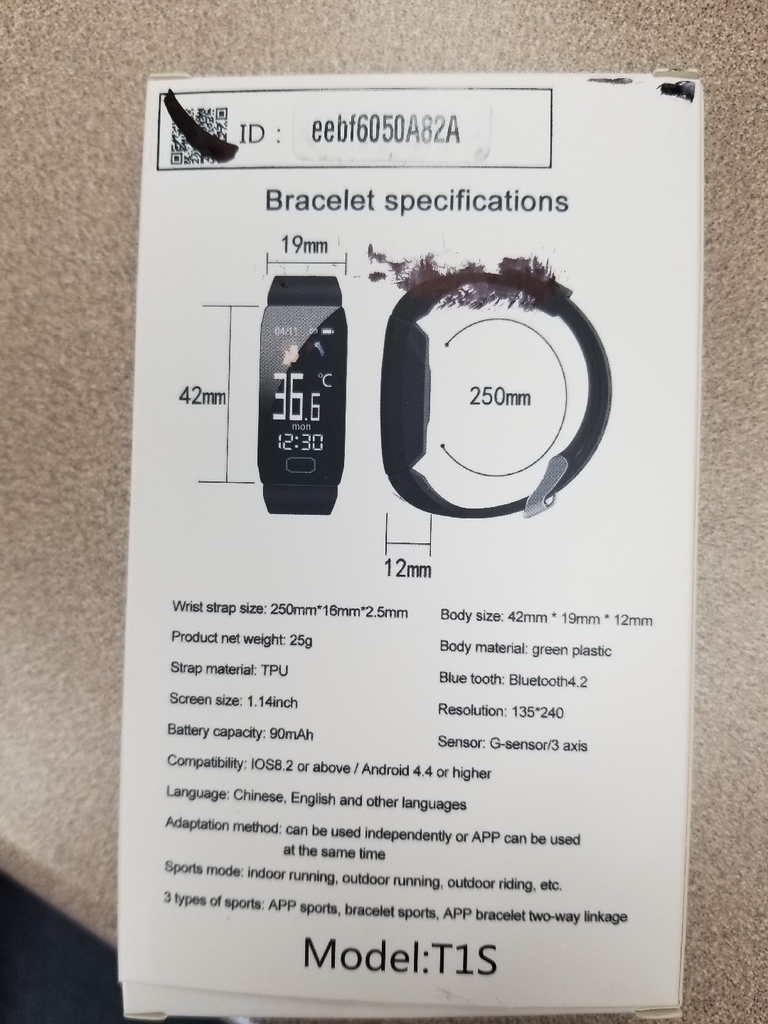 ID : eebf6050A82A
Bracelet specifications
19mm
04/11
42mm
°C
36.6
mon
12:30
250mm
12mm
Wrist strap size: 250mm*16mm*2.5mm
Body size: 42mm * 19mm * 12mm
Product net weight: 25g
Body material: green plastic
Strap material: TPU
Blue tooth: Bluetooth4.2
Screen size: 1.14inch
Resolution: 135*240
Battery capacity: 90mAh
Sensor: G-sensor/3 axis
Compatibility: IOS8.2 or above / Android 4.4 or higher
Language: Chinese, English and other languages
Adaptation method: can be used independently or APP can be used
at the same time
Sports mode: indoor running, outdoor running, outdoor riding, etc.
3 types of sports: APP sports, bracelet sports, APP bracelet two-way linkage
Model:T1S